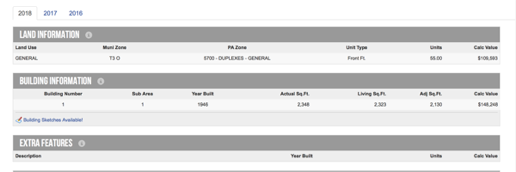 2018 2017 2016
LAND INFORMATION
Land Use Muni Zone PA Zone Unit Type Units Calc Value
GENERAL T3 O 5700 - DUPLEXES - GENERAL Front Ft. 55.00
BUILDING INFORMATION
Building Number Sub Area Year Built Actual Sq.Ft. Living Sq.Ft. Adj Sq.Ft. Calc Value
1 1 1946 2,346 2,323 2,130 $148,248
Building Sketches Available!
EXTRA FEATURES
Description Year Built Units Calc Value